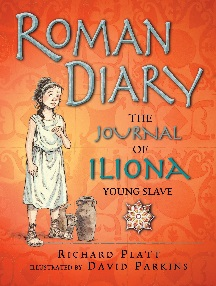 ROMAN
DIARY
THE
JOURNAL
OF
ILIONA
YOUNG SLAVE
RICHARD PLATT
ILLUSTRATED BY DAVID PARKINS